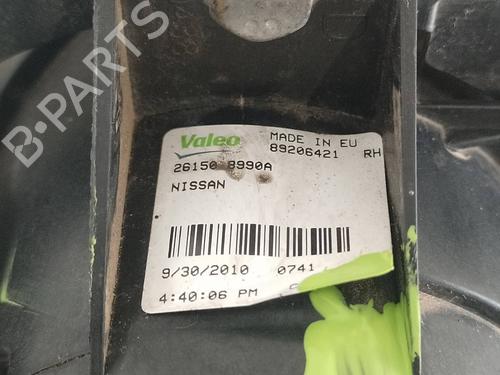 B-PARTS
Valeo MADE IN EU
89206421 RH
26150 8990A
NISSAN
9/30/2010 0741
4:40:06 PM